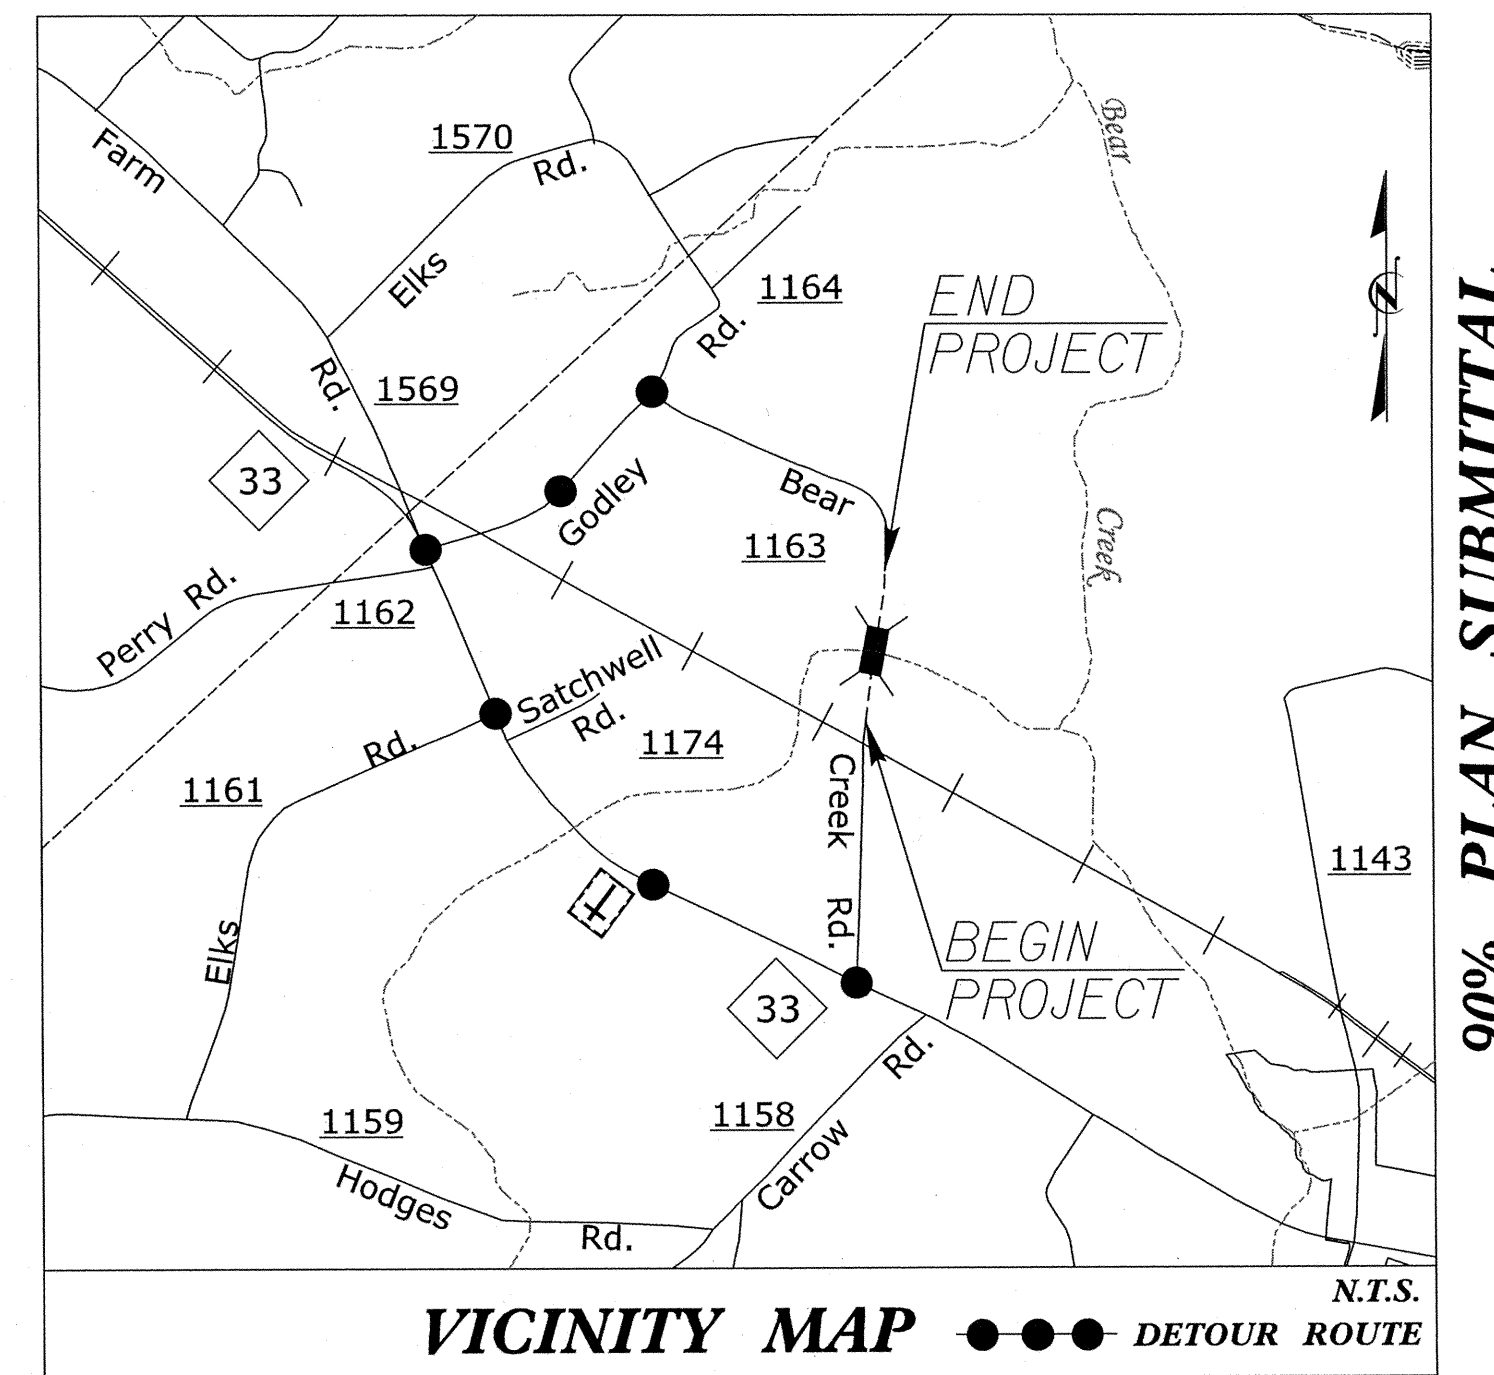 Bear
1570
Farm
Rd.
Elks
1164
END
PROJECT
Rd.
Rd.
1569
33
Godley
Bear
1163
Creek
Perry Rd.
1162
Satchwell
Rd.
1174
Rd.
1161
Creek Rd.
1143
Elks
BEGIN
PROJECT
33
Rd.
1159
1158
Carrow
Hodges
Rd.
N
N.T.S.
VICINITY MAP
DETOUR ROUTE
90% PLAN SUBMITTAL